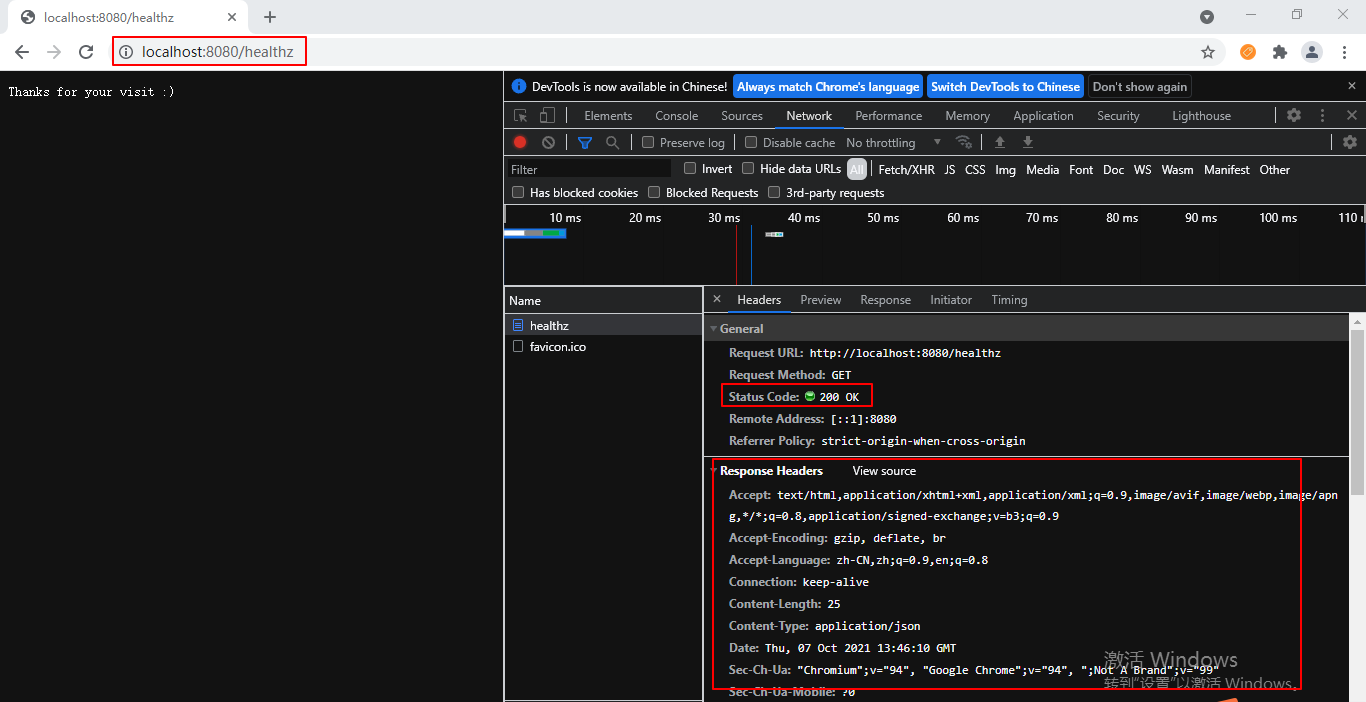 localhost:8080/healthz
localhost:8080/healthz
Thanks for your visit :)
DevTools is now available in Chinese! Always match Chrome's language Switch DevTools to Chinese Don't show again
Elements Console Sources Network Performance Memory Application Security Lighthouse
Preserve log Disable cache No throttling
Filter Invert Hide data URLs All Fetch/XHR JS CSS Img Media Font Doc WS Wasm Manifest Other
Has blocked cookies Blocked Requests 3rd-party requests
10 ms 20 ms 30 ms 40 ms 50 ms 60 ms 70 ms 80 ms 90 ms 100 ms 110
Name
healthz
favicon.ico
Headers Preview Response Initiator Timing
General
Request URL: http://localhost:8080/healthz
Request Method: GET
Status Code: 200 OK
Remote Address: [::1]:8080
Referrer Policy: strict-origin-when-cross-origin
Response Headers View source
Accept: text/html,application/xhtml+xml,application/xml;q=0.9,image/avif,image/webp,image/apn
g,*/*;q=0.8,application/signed-exchange;v=b3;q=0.9
Accept-Encoding: gzip, deflate, br
Accept-Language: zh-CN,zh;q=0.9,en;q=0.8
Connection: keep-alive
Content-Length: 25
Content-Type: application/json
Date: Thu, 07 Oct 2021 13:46:10 GMT
Sec-Ch-Ua: "Chromium";v="94", "Google Chrome";v="94", ";Not A Brand";v="99"
Sec-Ch-Ua-Mobile: ?0
激活 Windows
转到"设置"以激活 Windows。